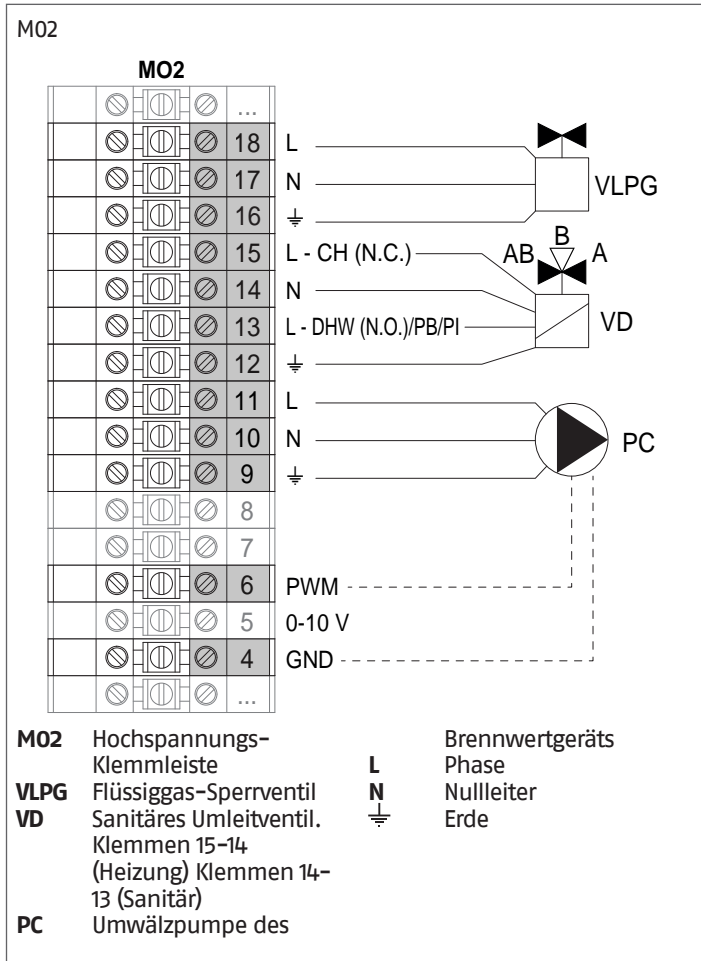 M02
MO2
...
18 L
17 N
VLPG
16 ⏚
15 L - CH (N.C.)
AB B A
14 N
13 L - DHW (N.O.)/PB/PI
VD
12 ⏚
11 L
10 N
PC
9 ⏚
8
7
6 PWM
5 0-10 V
4 GND
...
M02 Hochspannungs-
Klemmleiste
VLPG Flüssiggas-Sperrventil
VD Sanitäres Umleitventil.
Klemmen 15-14
(Heizung) Klemmen 14-
13 (Sanitär)
PC Umwälzpumpe des
Brennwertgeräts
L Phase
N Nullleiter
⏚ Erde